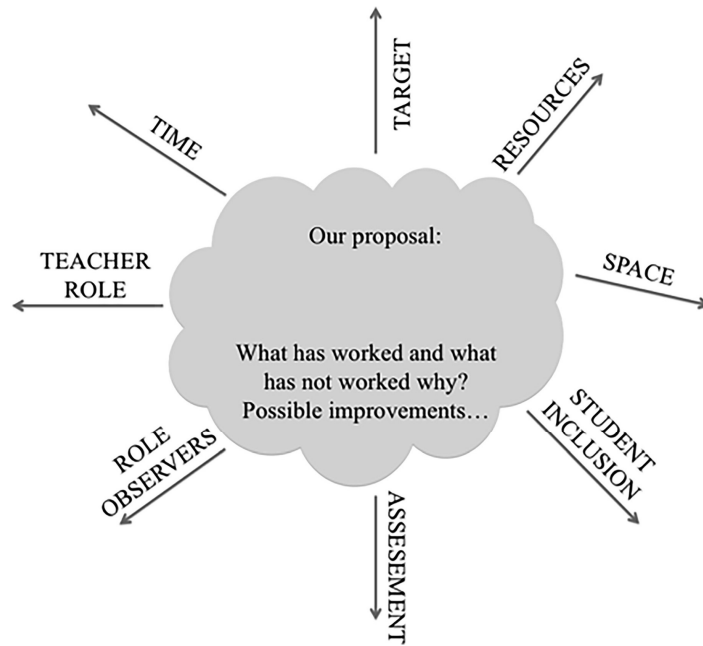 TARGET
RESOURCES
TIME
Our proposal:
SPACE
TEACHER
ROLE
What has worked and what
has not worked why?
Possible improvements…
STUDENT
INCLUSION
ROLE
OBSERVERS
ASSESEMENT